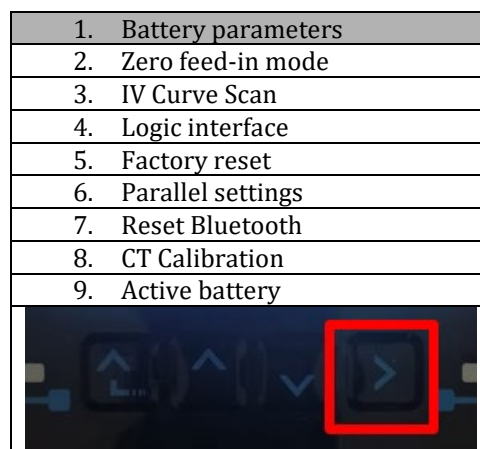 1. Battery parameters
2. Zero feed-in mode
3. IV Curve Scan
4. Logic interface
5. Factory reset
6. Parallel settings
7. Reset Bluetooth
8. CT Calibration
9. Active battery